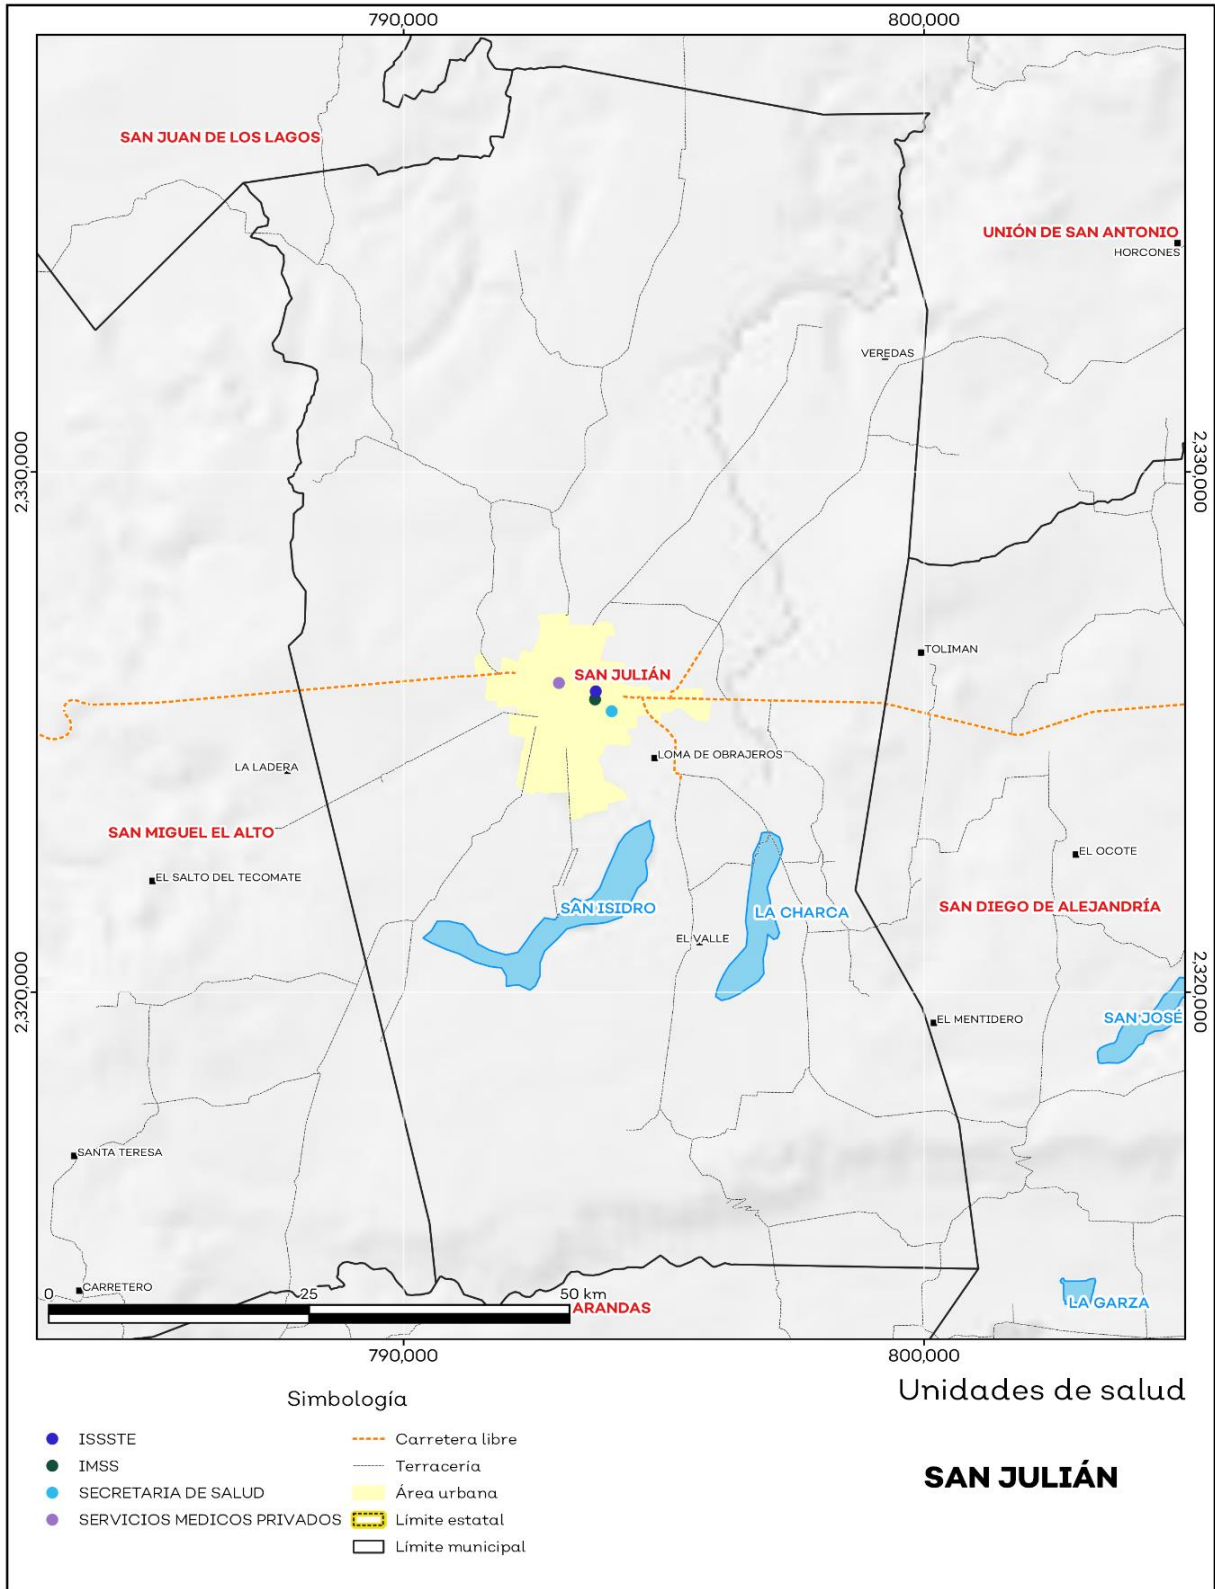 790,000
800,000
SAN JUAN DE LOS LAGOS
UNIÓN DE SAN ANTONIO
HORCONES
VEREDAS
2,330,000
2,330,000
TOLIMAN
SAN JULIÁN
LOMA DE OBRAJEROS
LA LADERA
SAN MIGUEL EL ALTO
EL OCOTE
EL SALTO DEL TECOMATE
SAN ISIDRO
LA CHARCA
SAN DIEGO DE ALEJANDRÍA
EL VALLE
2,320,000
2,320,000
EL MENTIDERO
SAN JOSÉ
SANTA TERESA
CARRETERO
0
25
50 km
ARANDAS
LA GARZA
790,000
800,000
Simbología
ISSSTE
IMSS
SECRETARIA DE SALUD
SERVICIOS MEDICOS PRIVADOS
Carretera libre
Terracería
Área urbana
Límite estatal
Límite municipal
Unidades de salud
SAN JULIÁN